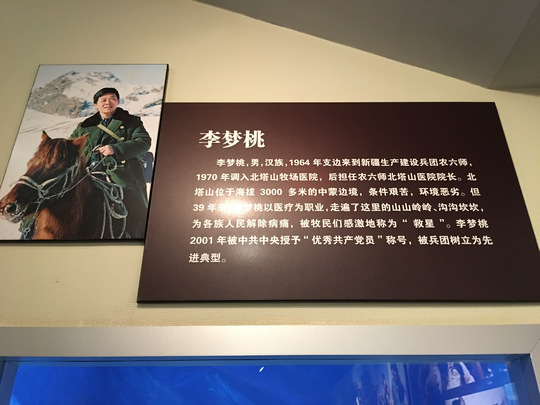 李梦桃
李梦桃,男,汉族,1964 年支边来到新疆生产建设兵团农六师,
1970 年调入北塔山牧场医院，后担任农六师北塔山医院院长。北
塔山位于海拔 3000 多米的中蒙边境，条件艰苦，环境恶劣。但
39 年 梦桃以医疗为职业,走遍了这里的山山岭岭、沟沟坎坎，
为各族人民解除病痛，被牧民们感激地称为 “ 救星 ”。李梦桃
2001 年被中共中央授予“优秀共产党员”称号，被兵团树立为先
进典型。